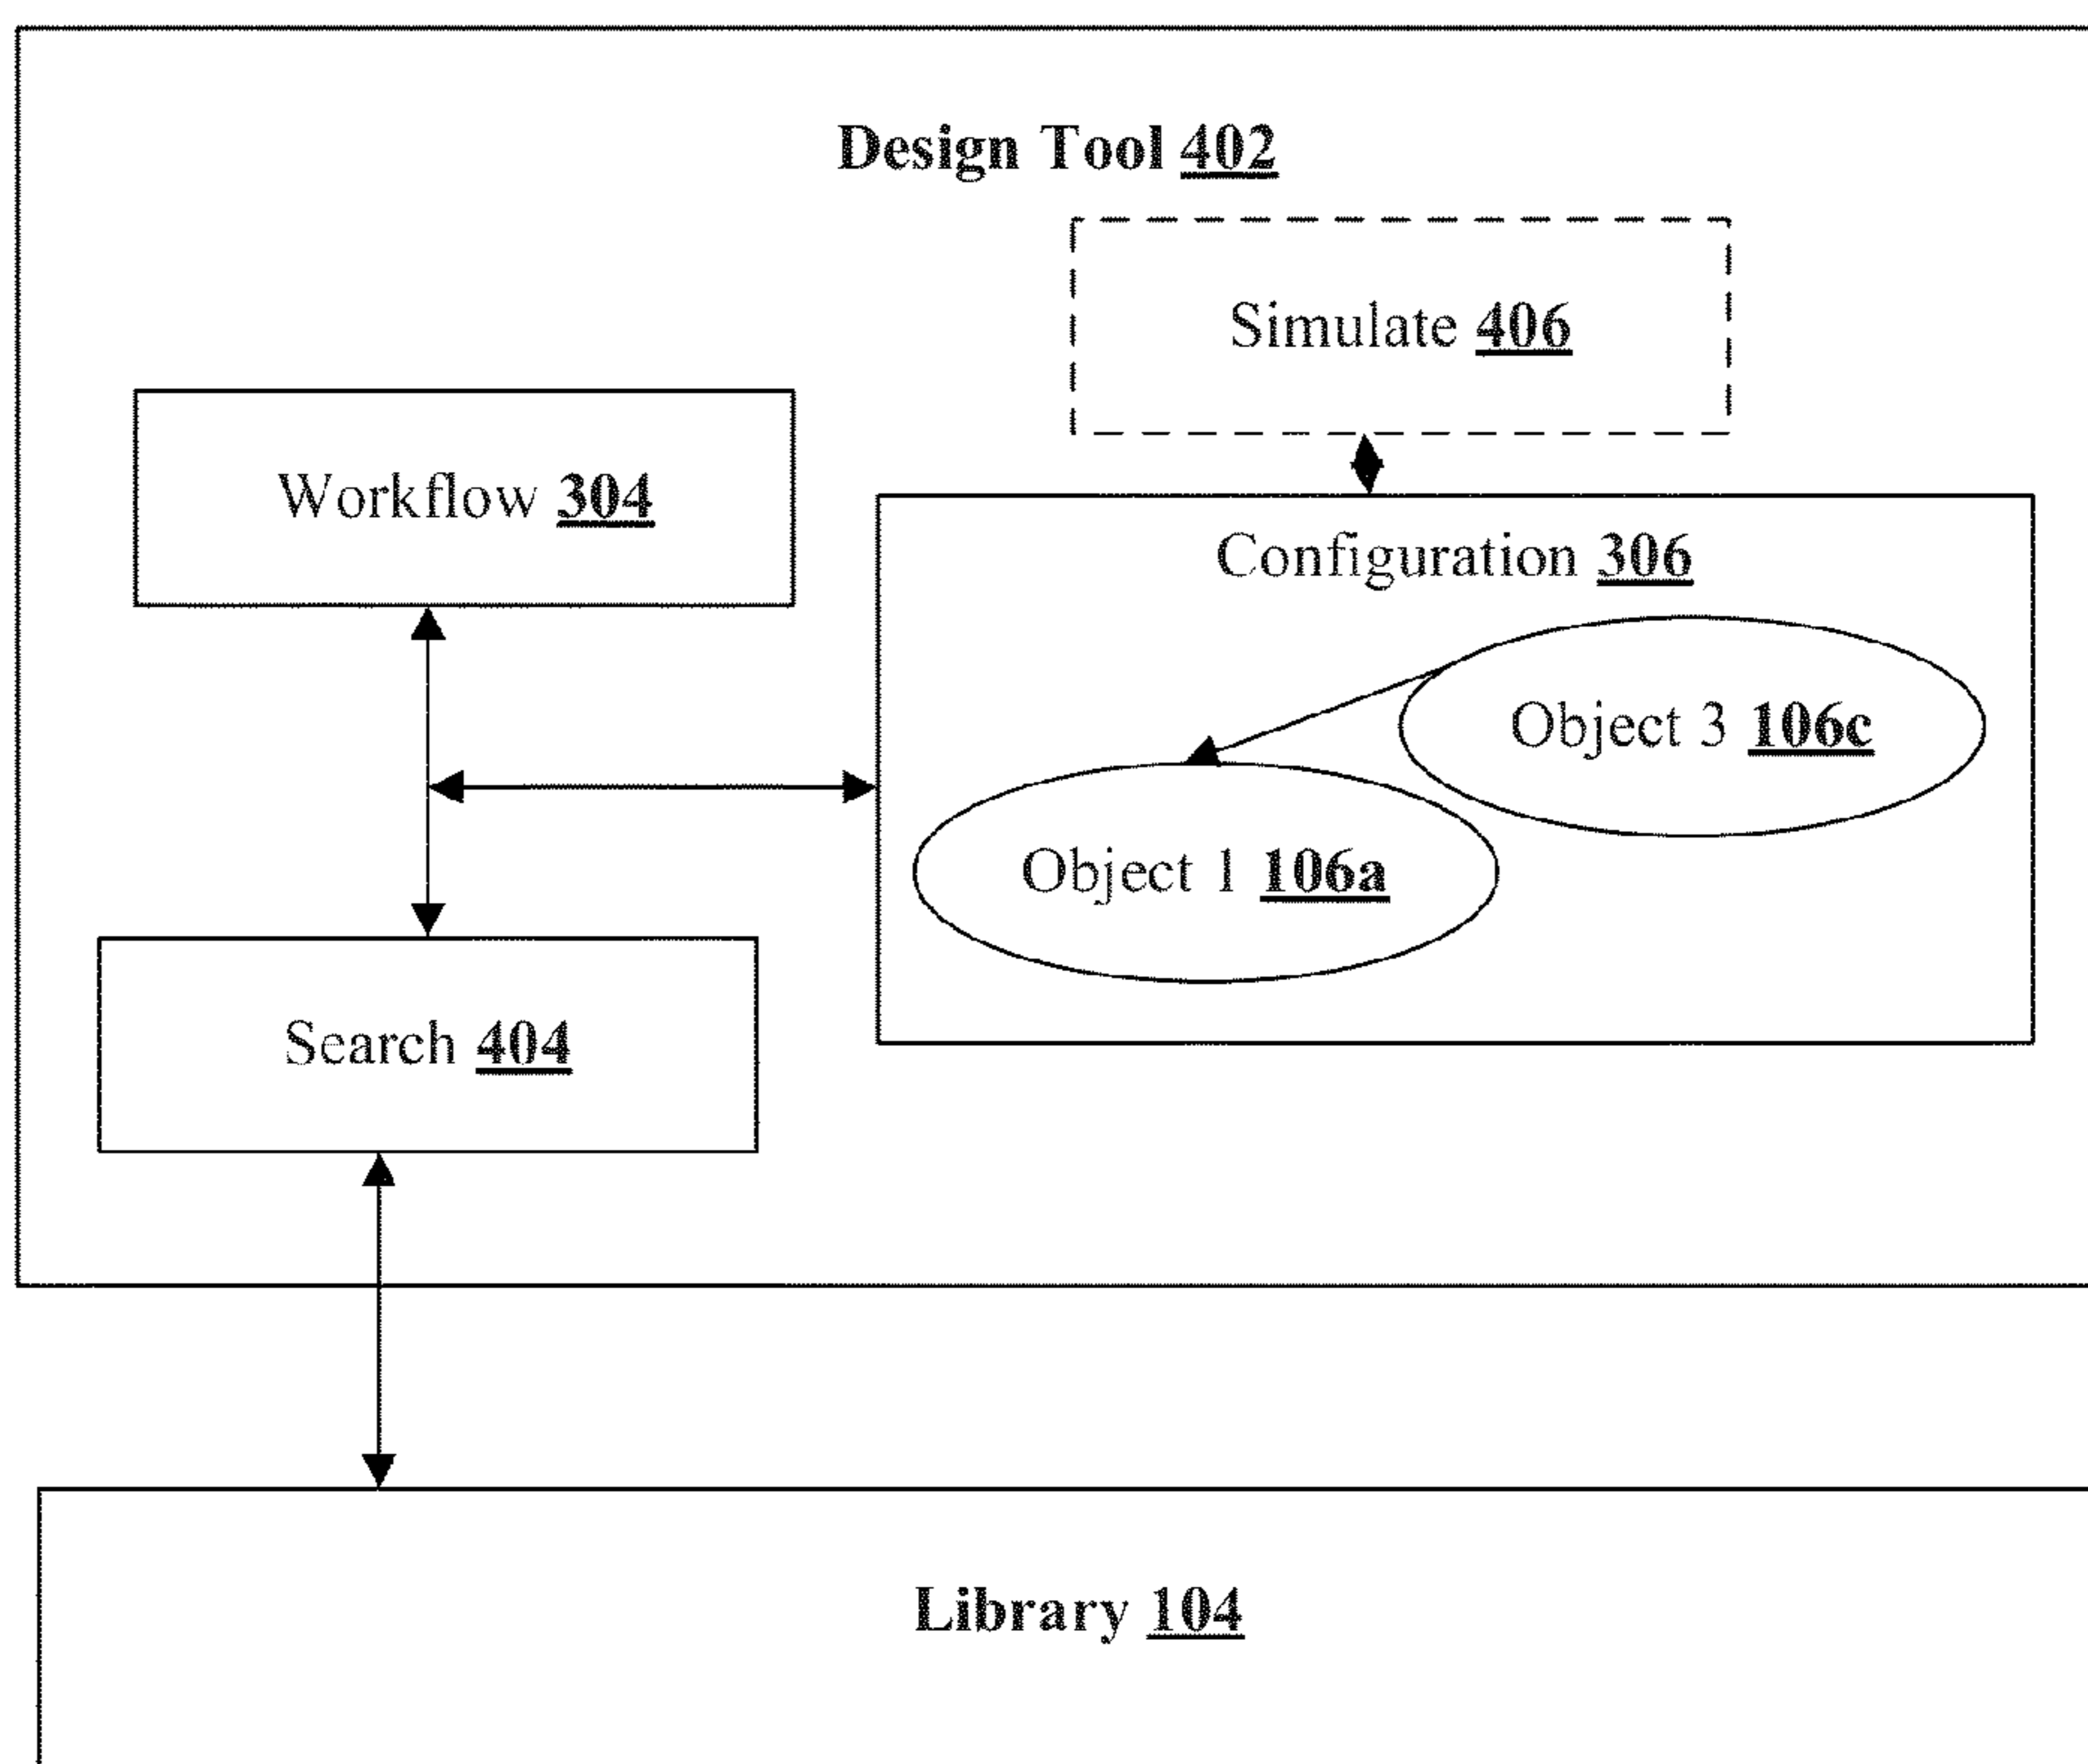 Design Tool 402
Simulate 406
Workflow 304
Configuration 306
Object 3 106c
Object 1 106a
Search 404
Library 104